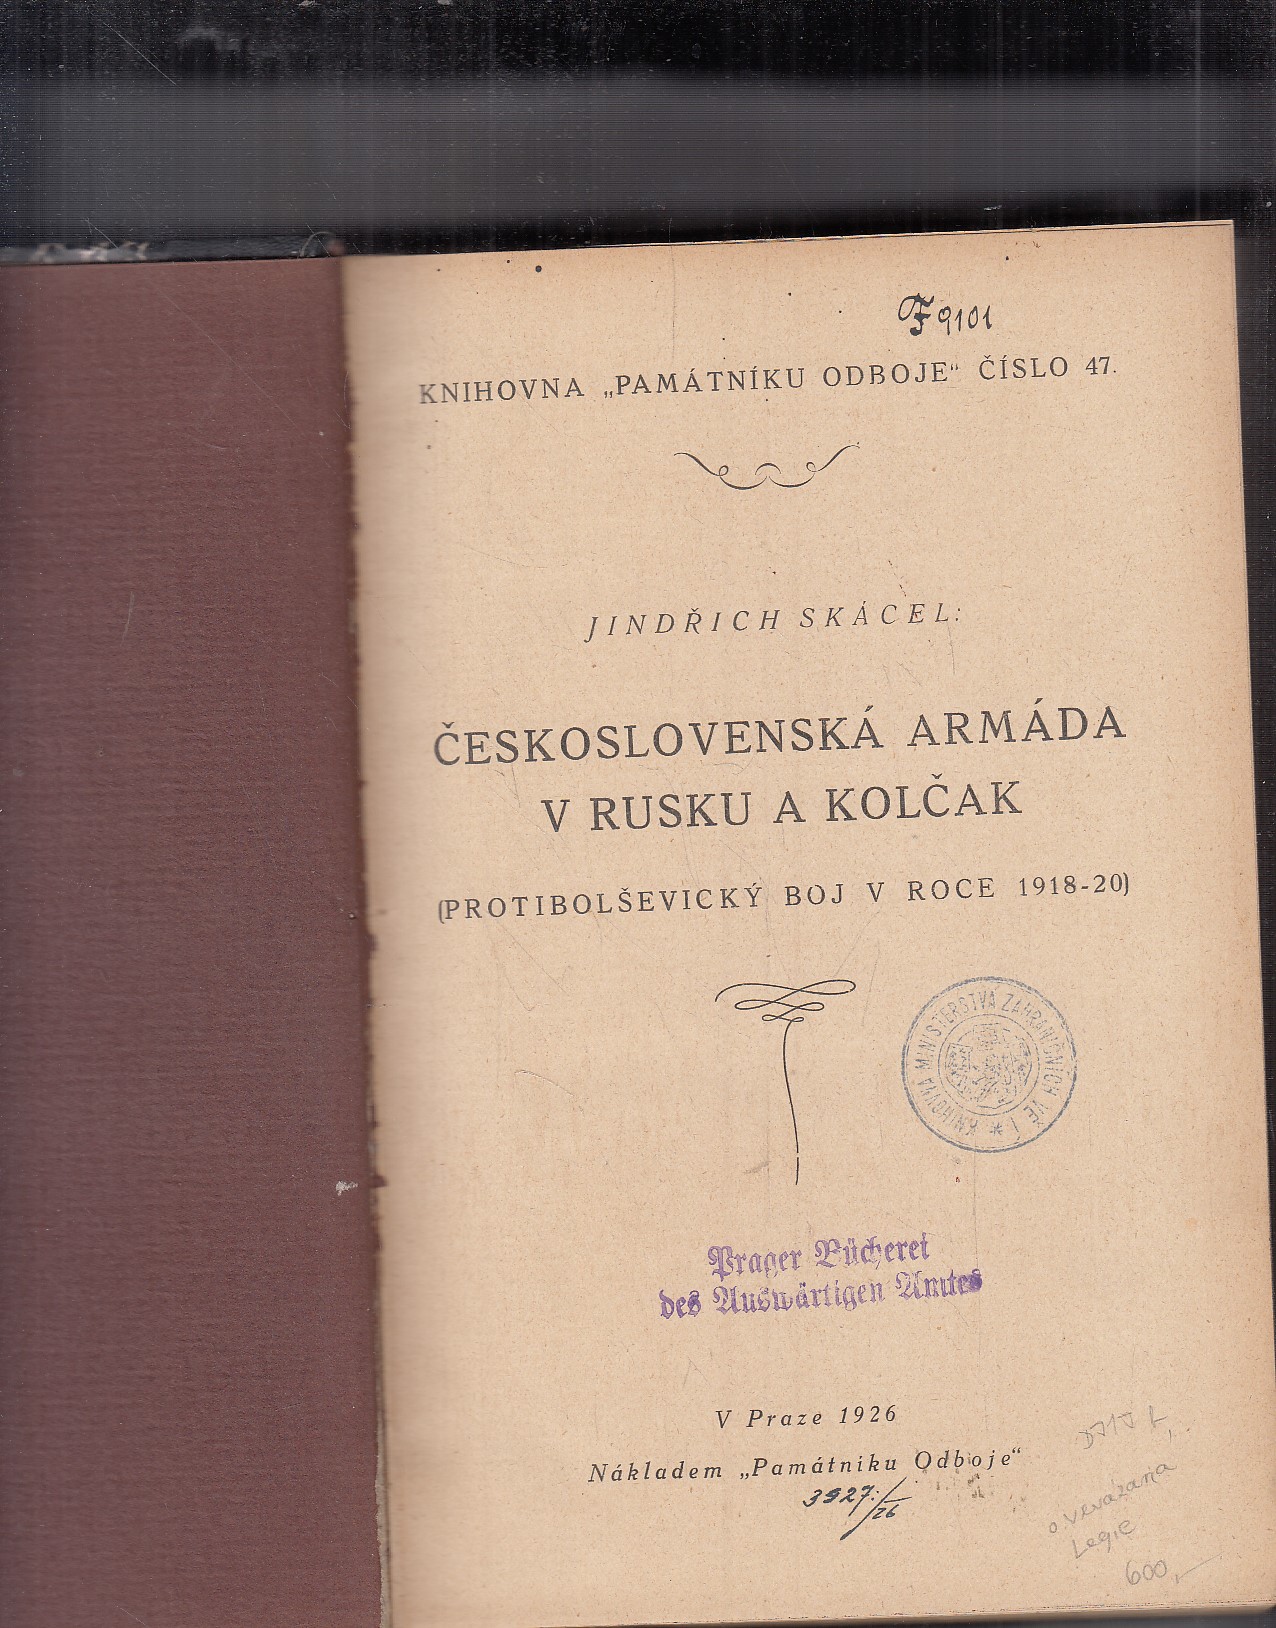 F 9101
KNIHOVNA „PAMÁTNÍKU ODBOJE“ ČÍSLO 47.
JINDŘICH SKÁCEL:
ČESKOSLOVENSKÁ ARMÁDA
V RUSKU A KOLČAK
(PROTIBOLŠEVICKÝ BOJ V ROCE 1918-20)
KNIHOVNA MINISTERSTVA ZAHRANIČNÍCH VĚCÍ *
Prager Bücherei
des Auswärtigen Amtes
V Praze 1926
Nákladem „Památníku Odboje“
3927/26
Legie
600,-